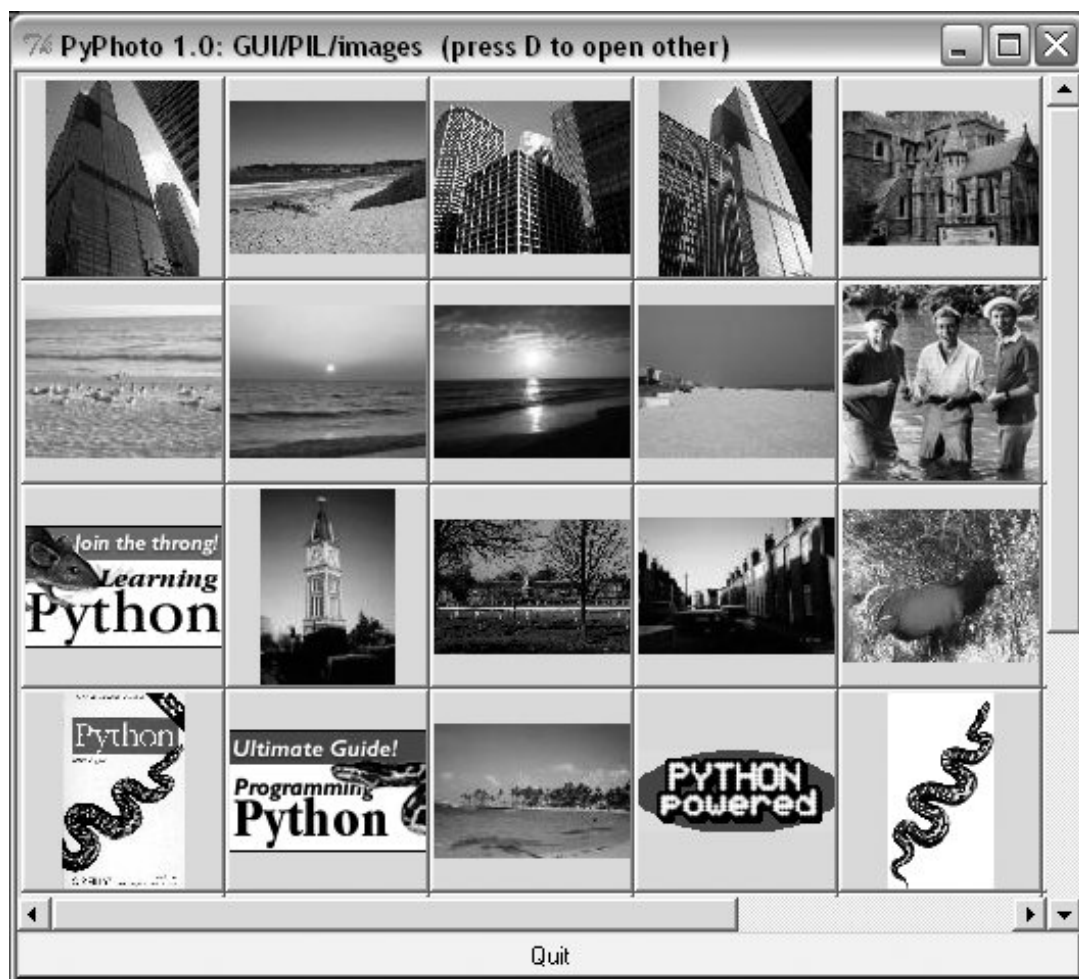 PyPhoto 1.0: GUI/PIL/images (press D to open other)
Join the throng!
Learning
Python
Python
Ultimate Guide!
Programming
Python
PYTHON
powered
O'REILLY
Quit